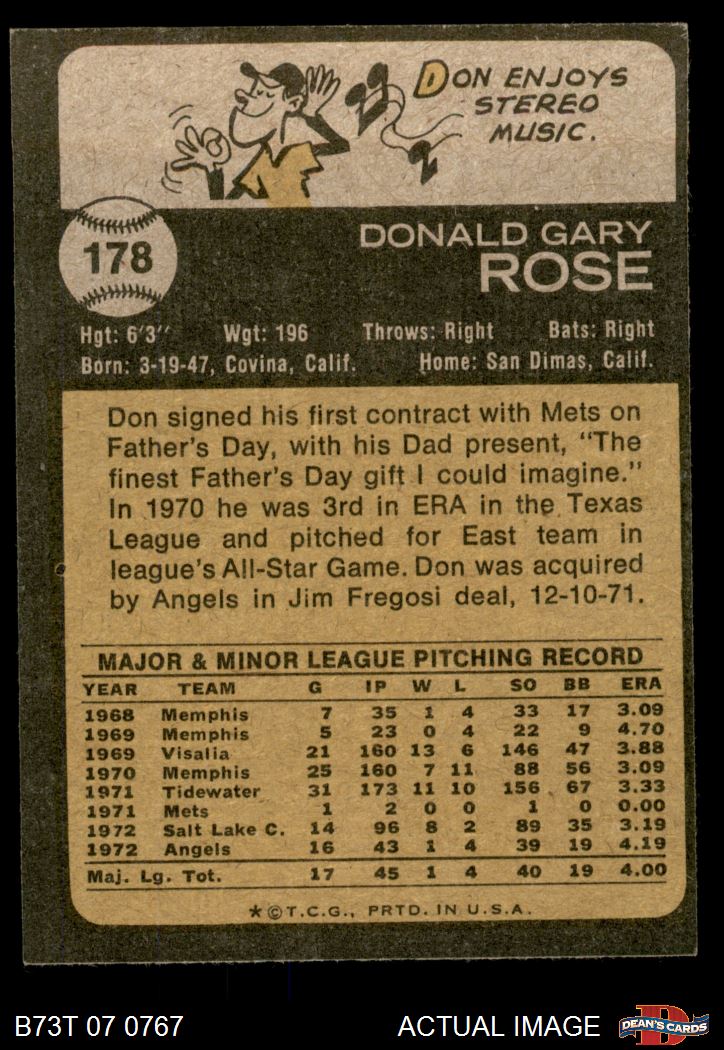 DON ENJOYS
STEREO
MUSIC.
178
DONALD GARY
ROSE
Hgt: 6'3" Wgt: 196 Throws: Right Bats: Right
Born: 3-19-47, Covina, Calif. Home: San Dimas, Calif.
Don signed his first contract with Mets on
Father's Day, with his Dad present, "The
finest Father's Day gift I could imagine."
In 1970 he was 3rd in ERA in the Texas
League and pitched for East team in
league's All-Star Game. Don was acquired
by Angels in Jim Fregosi deal, 12-10-71.
MAJOR & MINOR LEAGUE PITCHING RECORD
YEAR TEAM G IP W L SO BB ERA
1968 Memphis 7 35 1 4 33 17 3.09
1969 Memphis 5 23 0 4 22 9 4.70
1969 Visalia 21 160 13 6 146 47 3.88
1970 Memphis 25 160 7 11 88 56 3.09
1971 Tidewater 31 173 11 10 156 67 3.33
1971 Mets 1 2 0 0 1 0 0.00
1972 Salt Lake C. 14 96 8 2 89 35 3.19
1972 Angels 16 43 1 4 39 19 4.19
Maj. Lg. Tot. 17 45 1 4 40 19 4.00
★©T.C.G., PRTD. IN U.S.A.
B73T 07 0767 ACTUAL IMAGE D DEAN'S CARDS